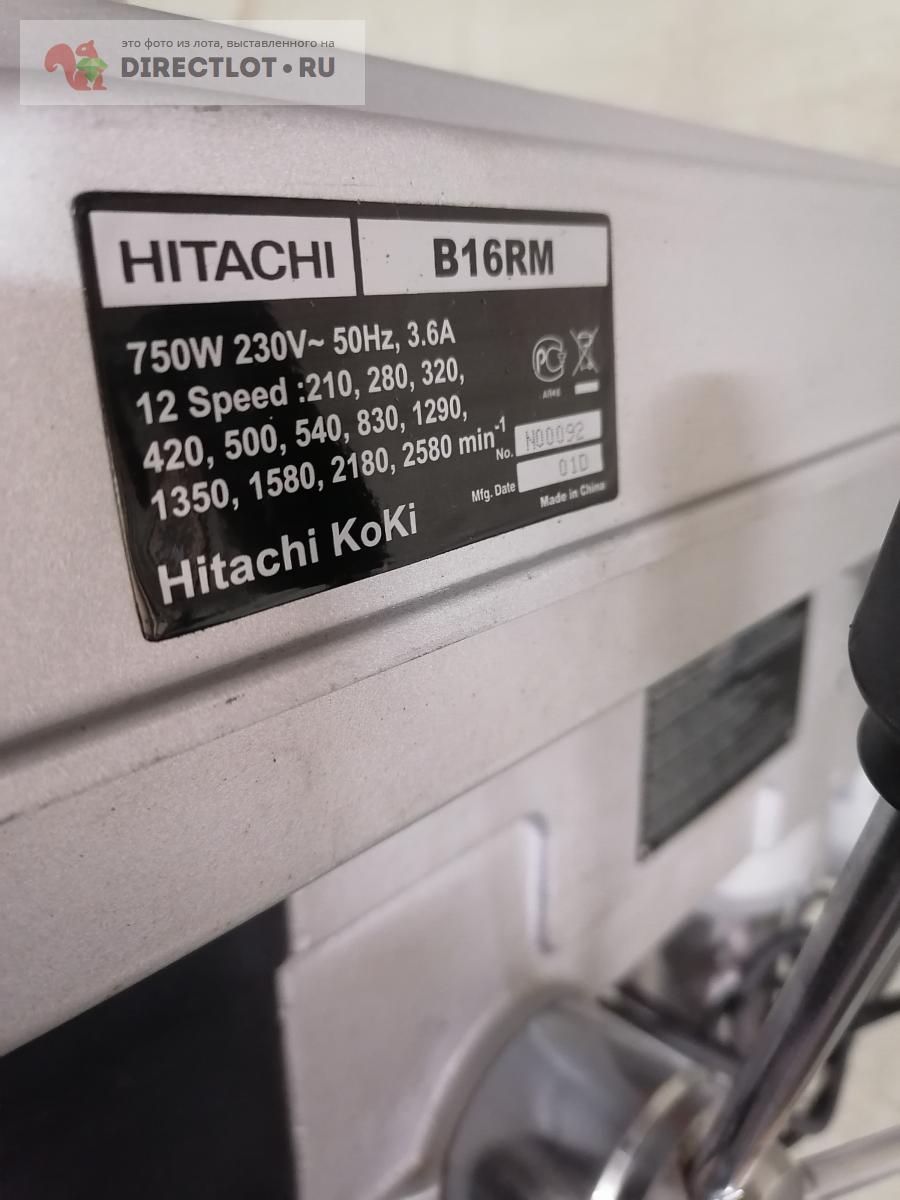 это фото из лота, выставленного на
DIRECTLOT•RU
HITACHI
B16RM
750W 230V~ 50Hz, 3.6A
12 Speed :210, 280, 320,
420, 500, 540, 830, 1290,
1350, 1580, 2180, 2580 min-1
No. N00092
Mfg. Date 01D
Made in China
Hitachi KoKi